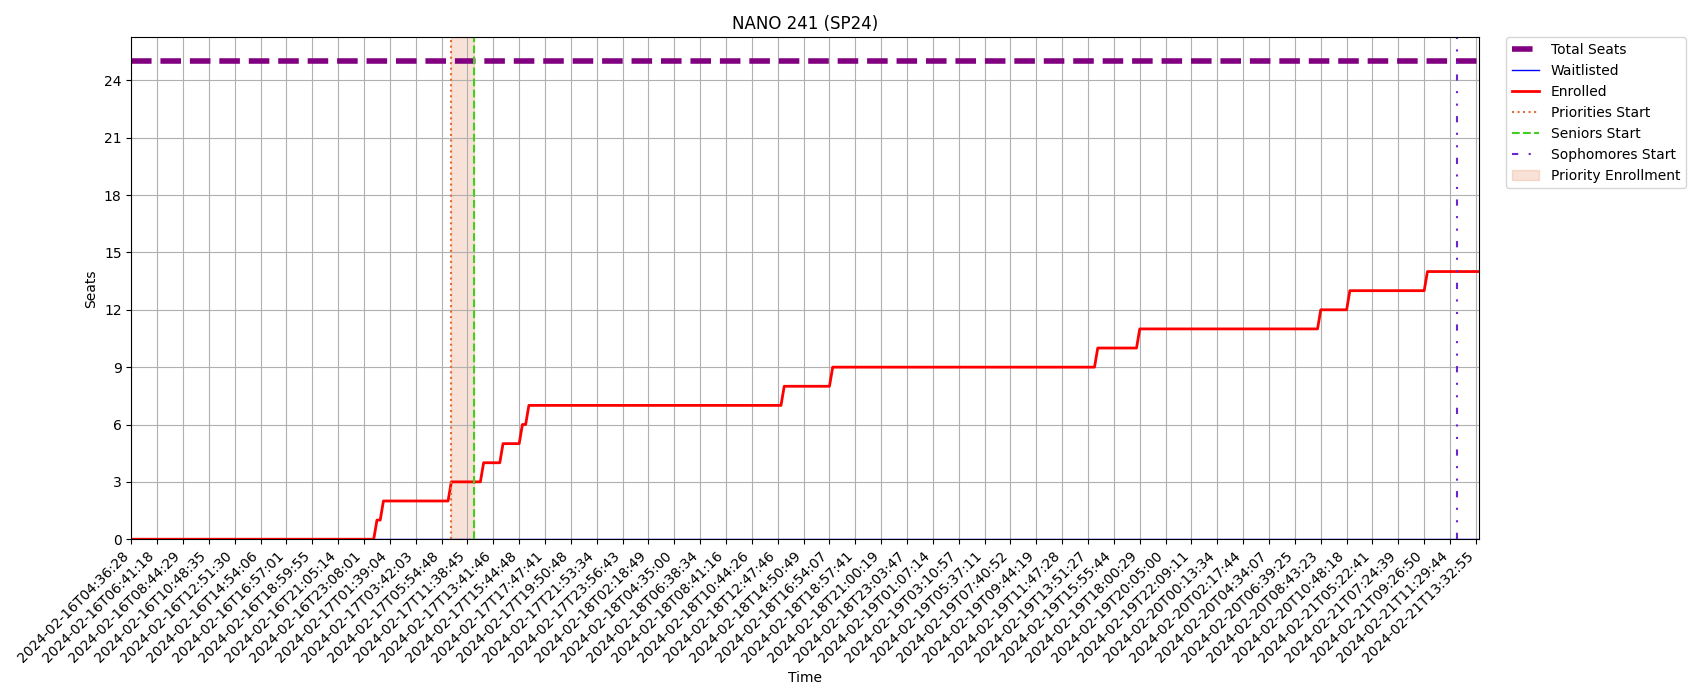 NANO 241 (SP24)
Total Seats
Waitlisted
Enrolled
Priorities Start
Seniors Start
Sophomores Start
Priority Enrollment
Seats
24
21
18
15
12
9
6
3
0
2024-02-16T04:36:28
2024-02-16T06:41:18
2024-02-16T08:44:29
2024-02-16T10:48:35
2024-02-16T12:51:30
2024-02-16T14:54:06
2024-02-16T16:57:01
2024-02-16T18:59:55
2024-02-16T21:05:14
2024-02-16T23:08:01
2024-02-17T01:39:04
2024-02-17T03:42:03
2024-02-17T05:54:48
2024-02-17T11:38:45
2024-02-17T13:41:46
2024-02-17T15:44:48
2024-02-17T17:47:41
2024-02-17T19:50:48
2024-02-17T21:53:34
2024-02-17T23:56:43
2024-02-18T02:18:49
2024-02-18T04:35:00
2024-02-18T06:38:34
2024-02-18T08:41:16
2024-02-18T10:44:26
2024-02-18T12:47:46
2024-02-18T14:50:49
2024-02-18T16:54:07
2024-02-18T18:57:41
2024-02-18T21:00:19
2024-02-18T23:03:47
2024-02-19T01:07:14
2024-02-19T03:10:57
2024-02-19T05:37:11
2024-02-19T07:40:52
2024-02-19T09:44:19
2024-02-19T11:47:28
2024-02-19T13:51:27
2024-02-19T15:55:44
2024-02-19T18:00:29
2024-02-19T20:05:00
2024-02-19T22:09:11
2024-02-20T00:13:34
2024-02-20T02:17:44
2024-02-20T04:34:07
2024-02-20T06:39:25
2024-02-20T08:43:23
2024-02-20T10:48:18
2024-02-21T05:22:41
2024-02-21T07:24:39
2024-02-21T09:26:50
2024-02-21T11:29:44
2024-02-21T13:32:55
Time